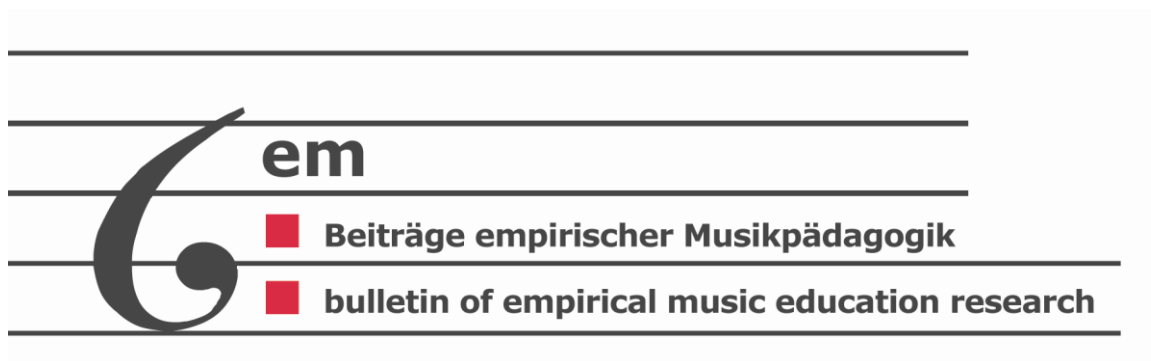 em
Beiträge empirischer Musikpädagogik
bulletin of empirical music education research